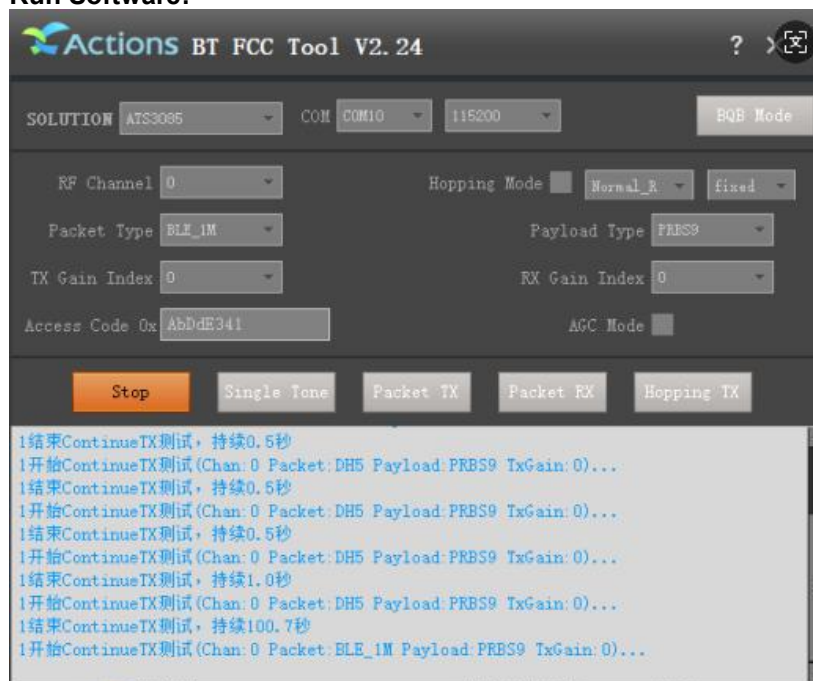 Run Software:
Actions BT FCC Tool V2.24 ?
SOLUTION ATS3085 COM COM10 115200 BQB Mode
RF Channel 0 Hopping Mode Normal_R fixed
Packet Type BLE_1M Payload Type PRBS9
TX Gain Index 0 RX Gain Index 0
Access Code 0x AbDdE341 AGC Mode
Stop Single Tone Packet TX Packet RX Hopping TX
1结束ContinueTX测试，持续0.5秒
1开始ContinueTX测试(Chan:0 Packet:DH5 Payload:PRBS9 TxGain:0)...
1结束ContinueTX测试，持续0.5秒
1开始ContinueTX测试(Chan:0 Packet:DH5 Payload:PRBS9 TxGain:0)...
1结束ContinueTX测试，持续0.5秒
1开始ContinueTX测试(Chan:0 Packet:DH5 Payload:PRBS9 TxGain:0)...
1结束ContinueTX测试，持续1.0秒
1开始ContinueTX测试(Chan:0 Packet:DH5 Payload:PRBS9 TxGain:0)...
1结束ContinueTX测试，持续100.7秒
1开始ContinueTX测试(Chan:0 Packet:BLE_1M Payload:PRBS9 TxGain:0)...